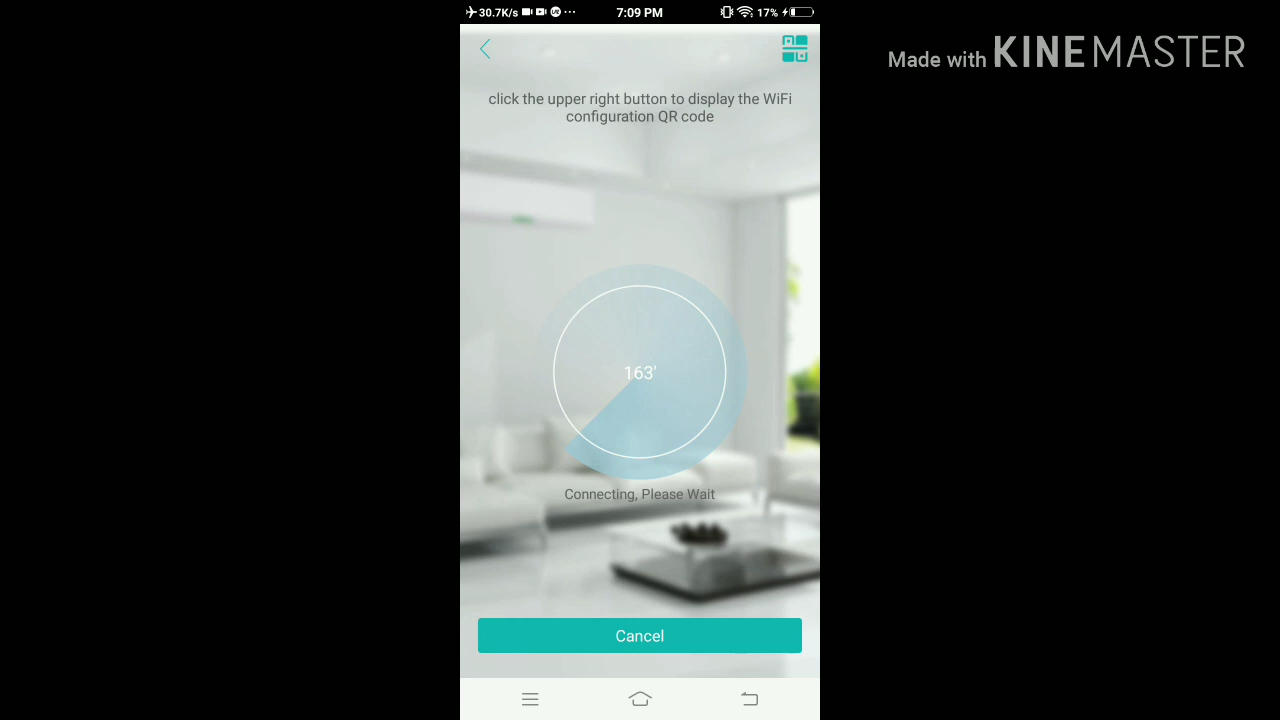 30.7K/s
7:09 PM
17%
Made with KINEMASTER
click the upper right button to display the WiFi
configuration QR code
163'
Connecting, Please Wait
Cancel